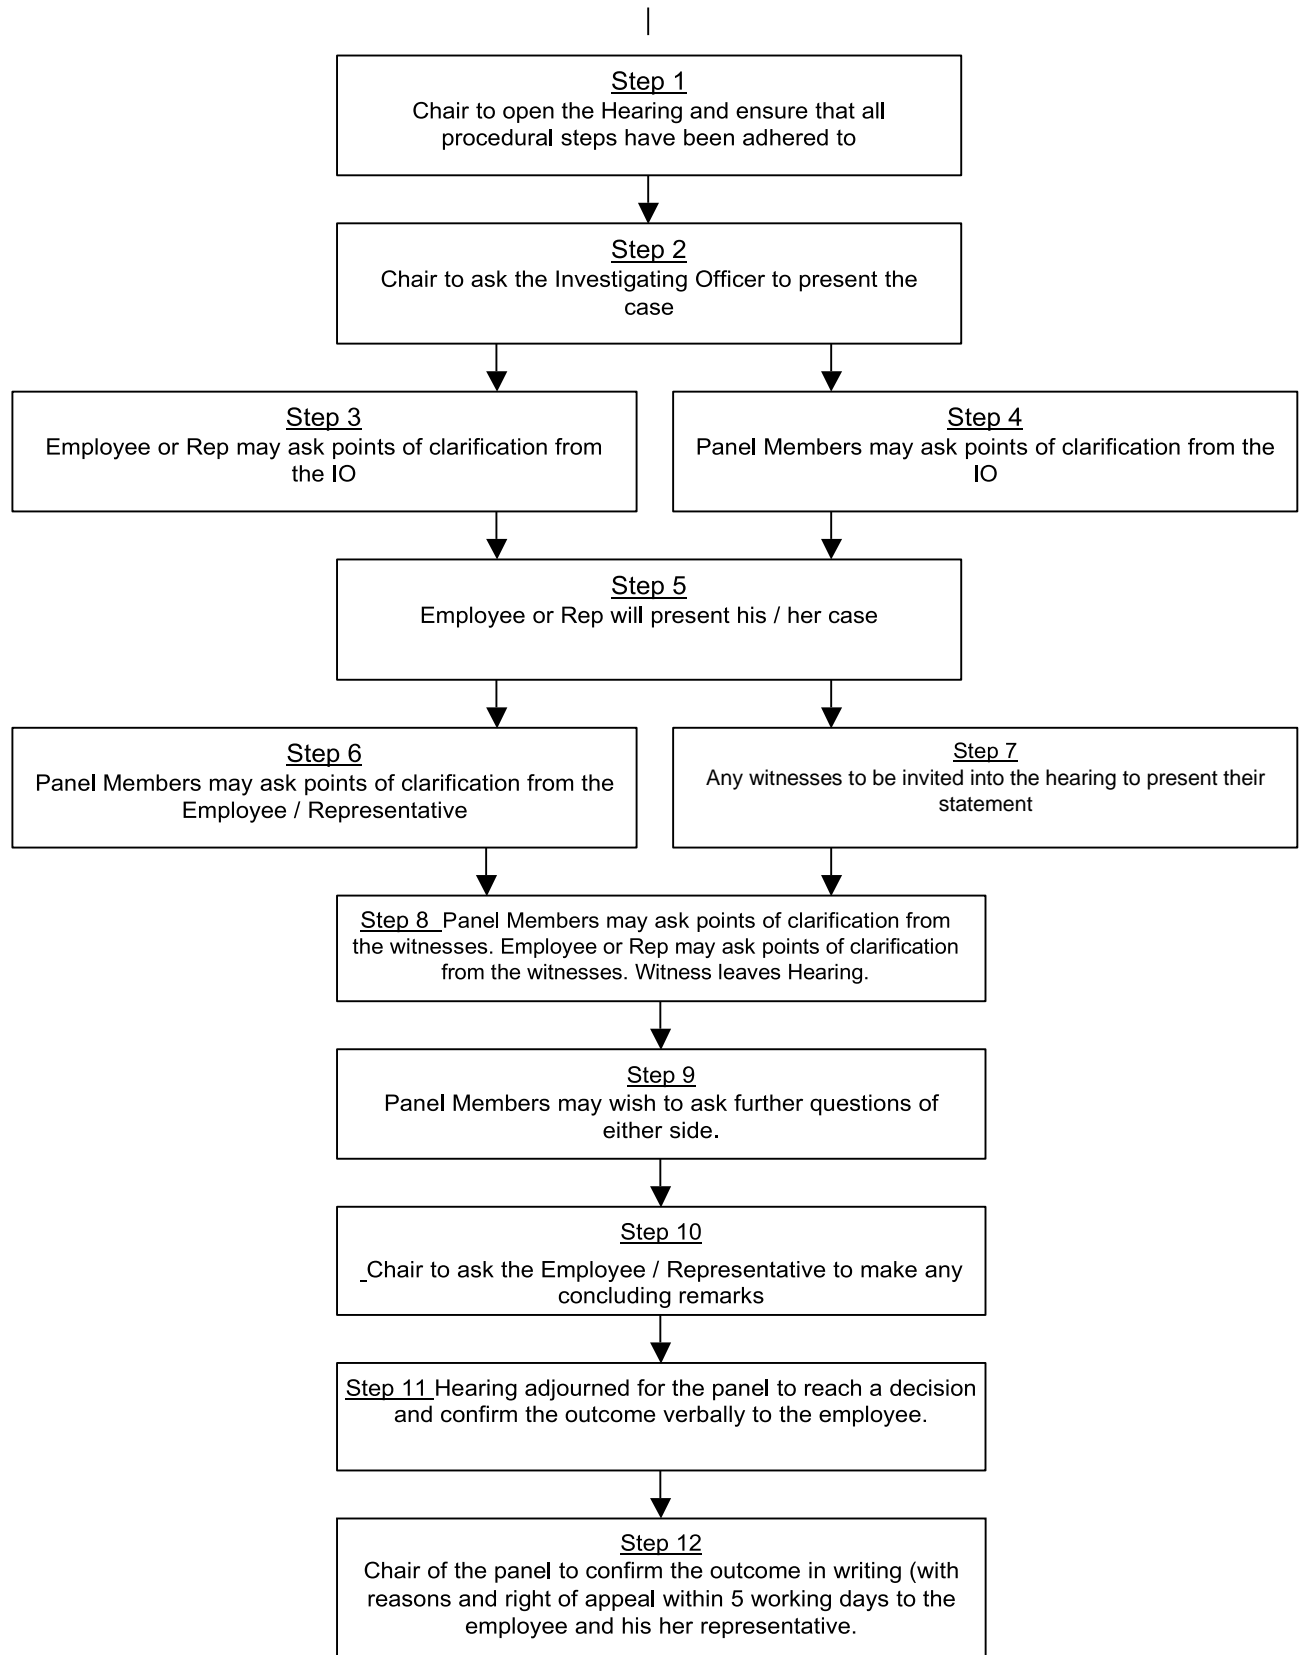 Step 1
Chair to open the Hearing and ensure that all
procedural steps have been adhered to
Step 2
Chair to ask the Investigating Officer to present the
case
Step 3
Employee or Rep may ask points of clarification from
the IO
Step 4
Panel Members may ask points of clarification from the
IO
Step 5
Employee or Rep will present his / her case
Step 6
Panel Members may ask points of clarification from the
Employee / Representative
Step 7
Any witnesses to be invited into the hearing to present their
statement
Step 8 Panel Members may ask points of clarification from
the witnesses. Employee or Rep may ask points of clarification
from the witnesses. Witness leaves Hearing.
Step 9
Panel Members may wish to ask further questions of
either side.
Step 10
Chair to ask the Employee / Representative to make any
concluding remarks
Step 11 Hearing adjourned for the panel to reach a decision
and confirm the outcome verbally to the employee.
Step 12
Chair of the panel to confirm the outcome in writing (with
reasons and right of appeal within 5 working days to the
employee and his her representative.